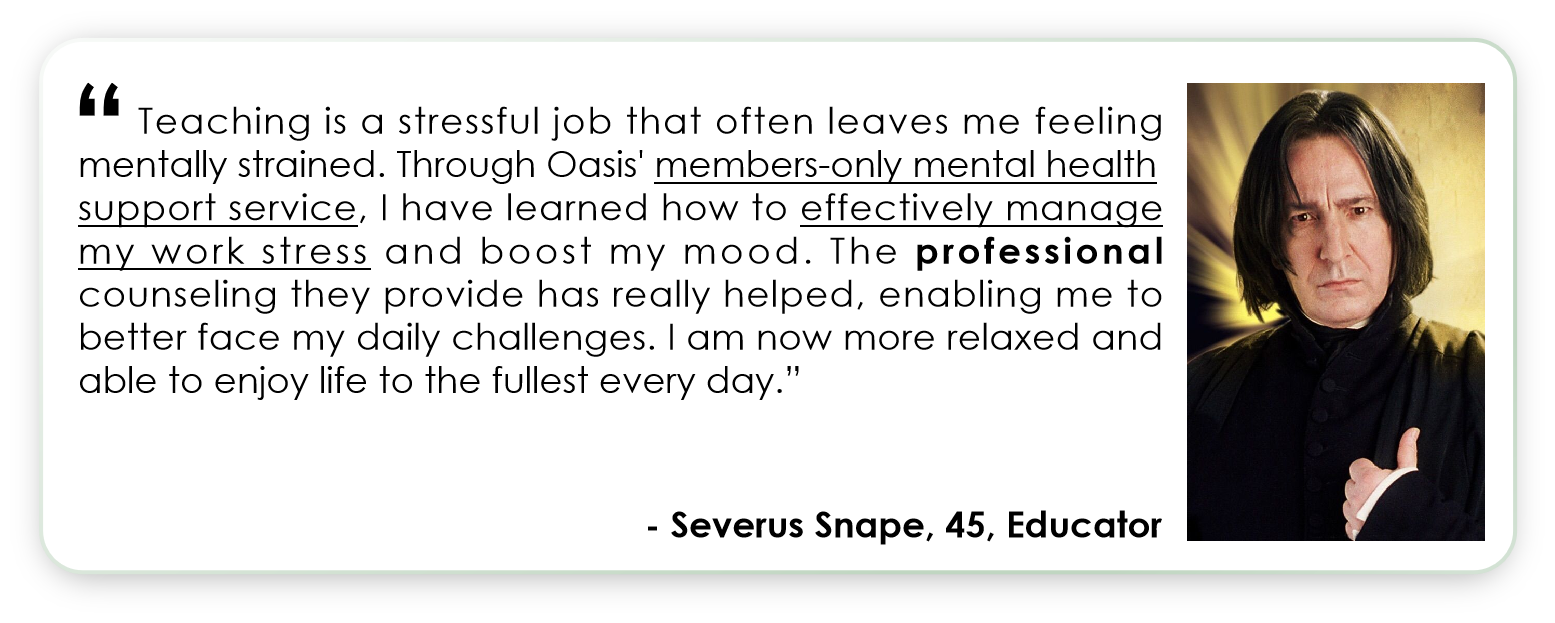 “ Teaching is a stressful job that often leaves me feeling
mentally strained. Through Oasis' members-only mental health
support service, I have learned how to effectively manage
my work stress and boost my mood. The professional
counseling they provide has really helped, enabling me to
better face my daily challenges. I am now more relaxed and
able to enjoy life to the fullest every day.”
- Severus Snape, 45, Educator